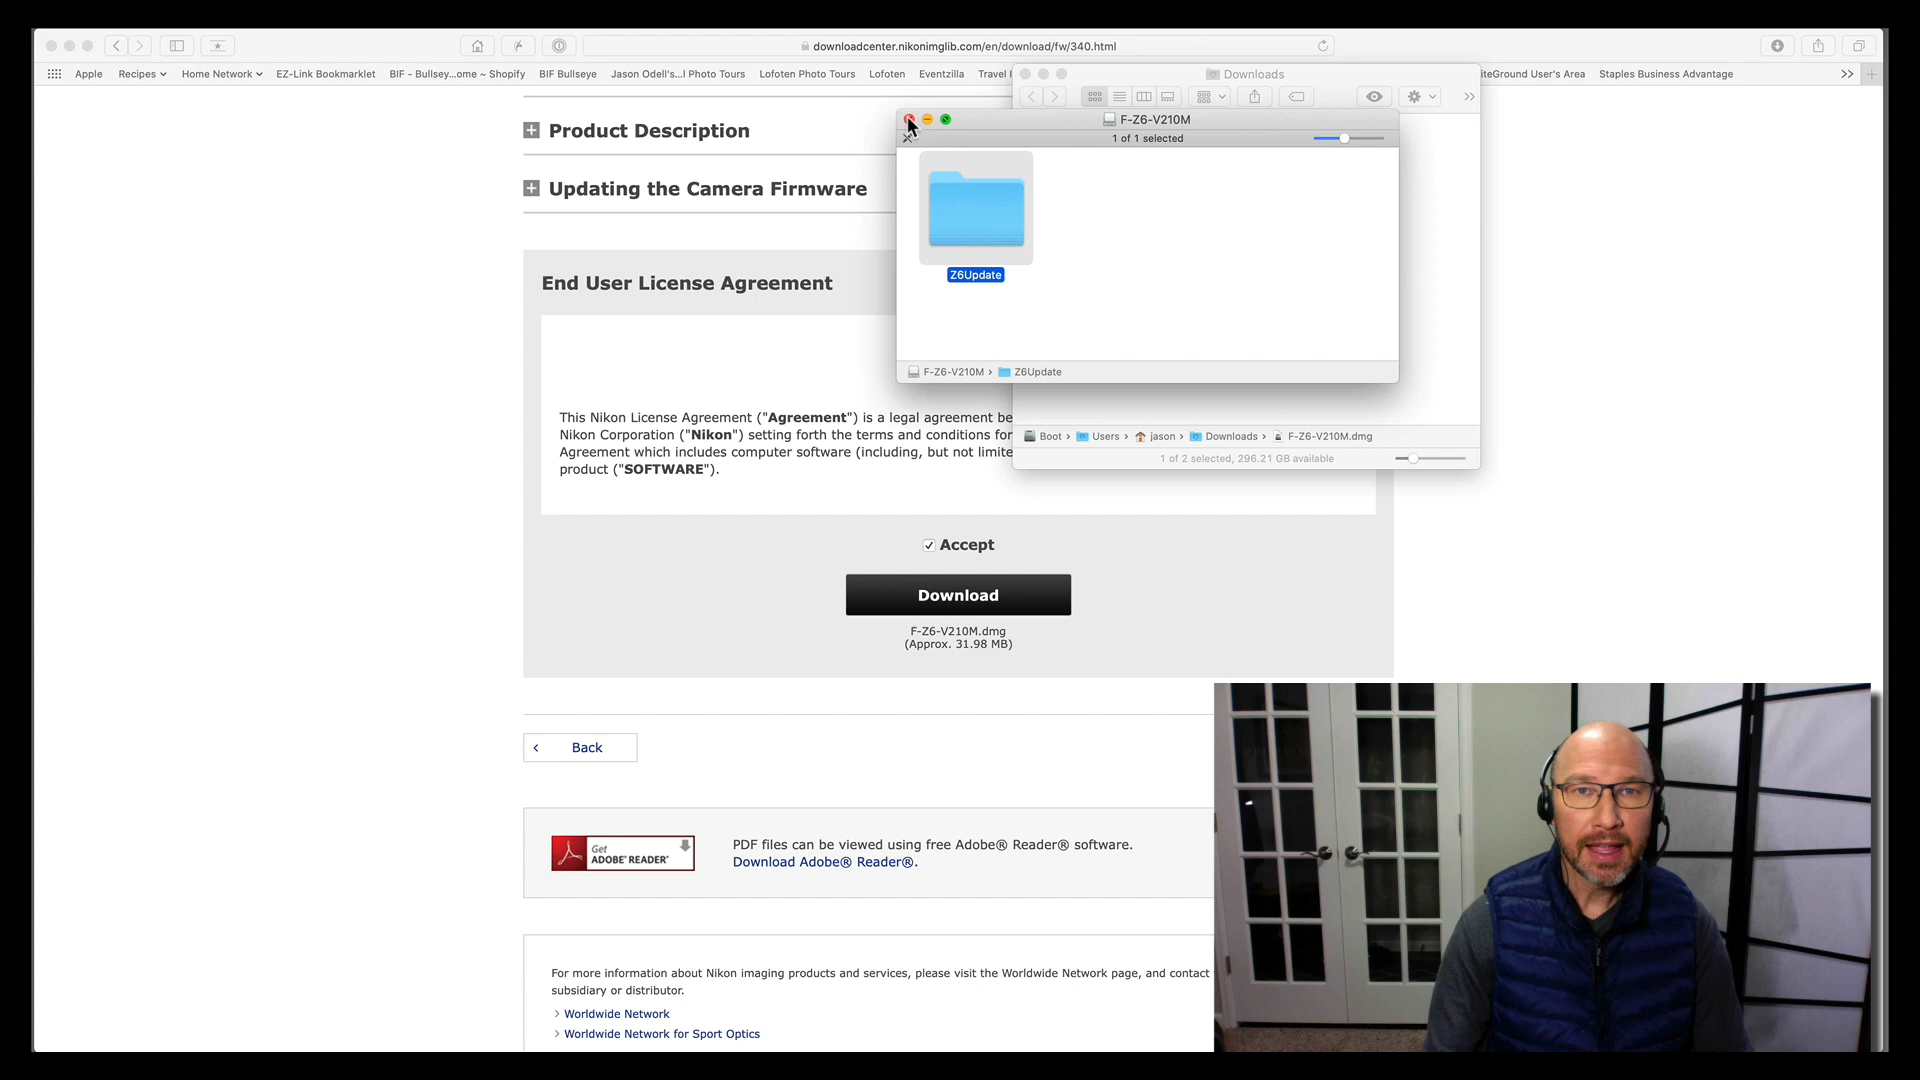 downloadcenter.nikonimglib.com/en/download/fw/340.html
Apple
Recipes
Home Network
EZ-Link Bookmarklet
BIF - Bullsey...ome ~ Shopify
BIF Bullseye
Jason Odell's...l Photo Tours
Lofoten Photo Tours
Lofoten
Eventzilla
Travel I
iteGround User's Area
Staples Business Advantage
Downloads
F-Z6-V210M
1 of 1 selected
Z6Update
F-Z6-V210M › Z6Update
Boot › Users › jason › Downloads › F-Z6-V210M.dmg
1 of 2 selected, 296.21 GB available
Product Description
Updating the Camera Firmware
End User License Agreement
This Nikon License Agreement ("Agreement") is a legal agreement be
Nikon Corporation ("Nikon") setting forth the terms and conditions for
Agreement which includes computer software (including, but not limite
product ("SOFTWARE").
Accept
Download
F-Z6-V210M.dmg
(Approx. 31.98 MB)
Back
Get
ADOBE® READER®
PDF files can be viewed using free Adobe® Reader® software.
Download Adobe® Reader®.
For more information about Nikon imaging products and services, please visit the Worldwide Network page, and contact
subsidiary or distributor.
Worldwide Network
Worldwide Network for Sport Optics